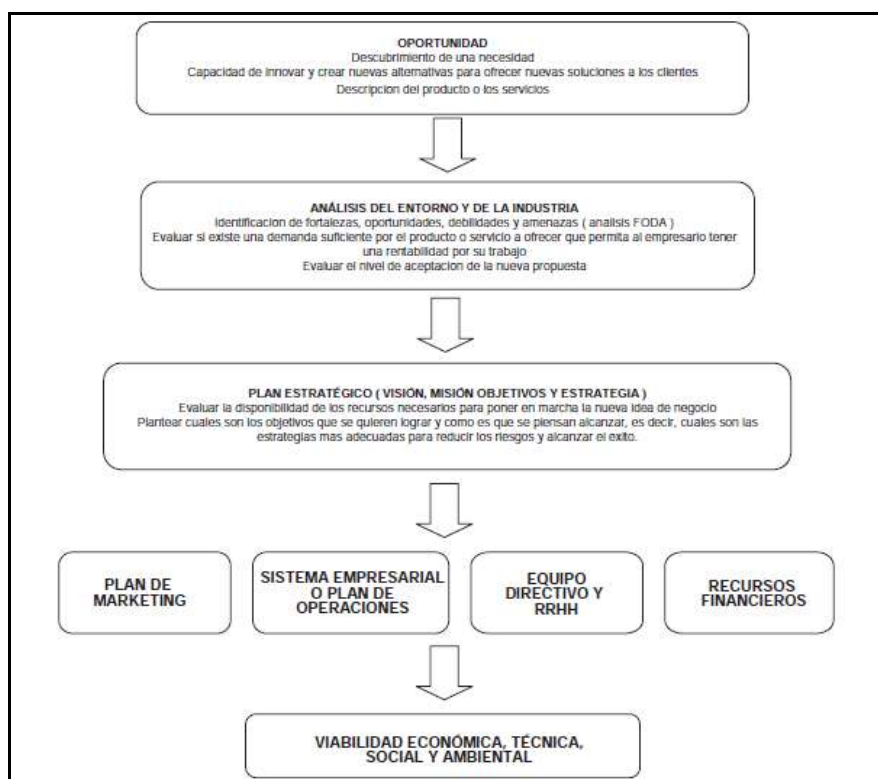 OPORTUNIDAD
Descubrimiento de una necesidad
Capacidad de innovar y crear nuevas alternativas para ofrecer nuevas soluciones a los clientes
Descripcion del producto o los servicios
ANÁLISIS DEL ENTORNO Y DE LA INDUSTRIA
Identificacion de fortalezas, oportunidades, debilidades y amenazas ( analisis FODA )
Evaluar si existe una demanda suficiente por el producto o servicio a ofrecer que permita al empresario tener
una rentabilidad por su trabajo
Evaluar el nivel de aceptacion de la nueva propuesta
PLAN ESTRATÉGICO ( VISIÓN, MISIÓN OBJETIVOS Y ESTRATEGIA )
Evaluar la disponibilidad de los recursos necesarios para poner en marcha la nueva idea de negocio
Plantear cuales son los objetivos que se quieren lograr y como es que se piensan alcanzar, es decir, cuales son las
estrategias mas adecuadas para reducir los riesgos y alcanzar el exito.
PLAN DE
MARKETING
SISTEMA EMPRESARIAL
O PLAN DE
OPERACIONES
EQUIPO
DIRECTIVO Y
RRHH
RECURSOS
FINANCIEROS
VIABILIDAD ECONÓMICA, TÉCNICA,
SOCIAL Y AMBIENTAL